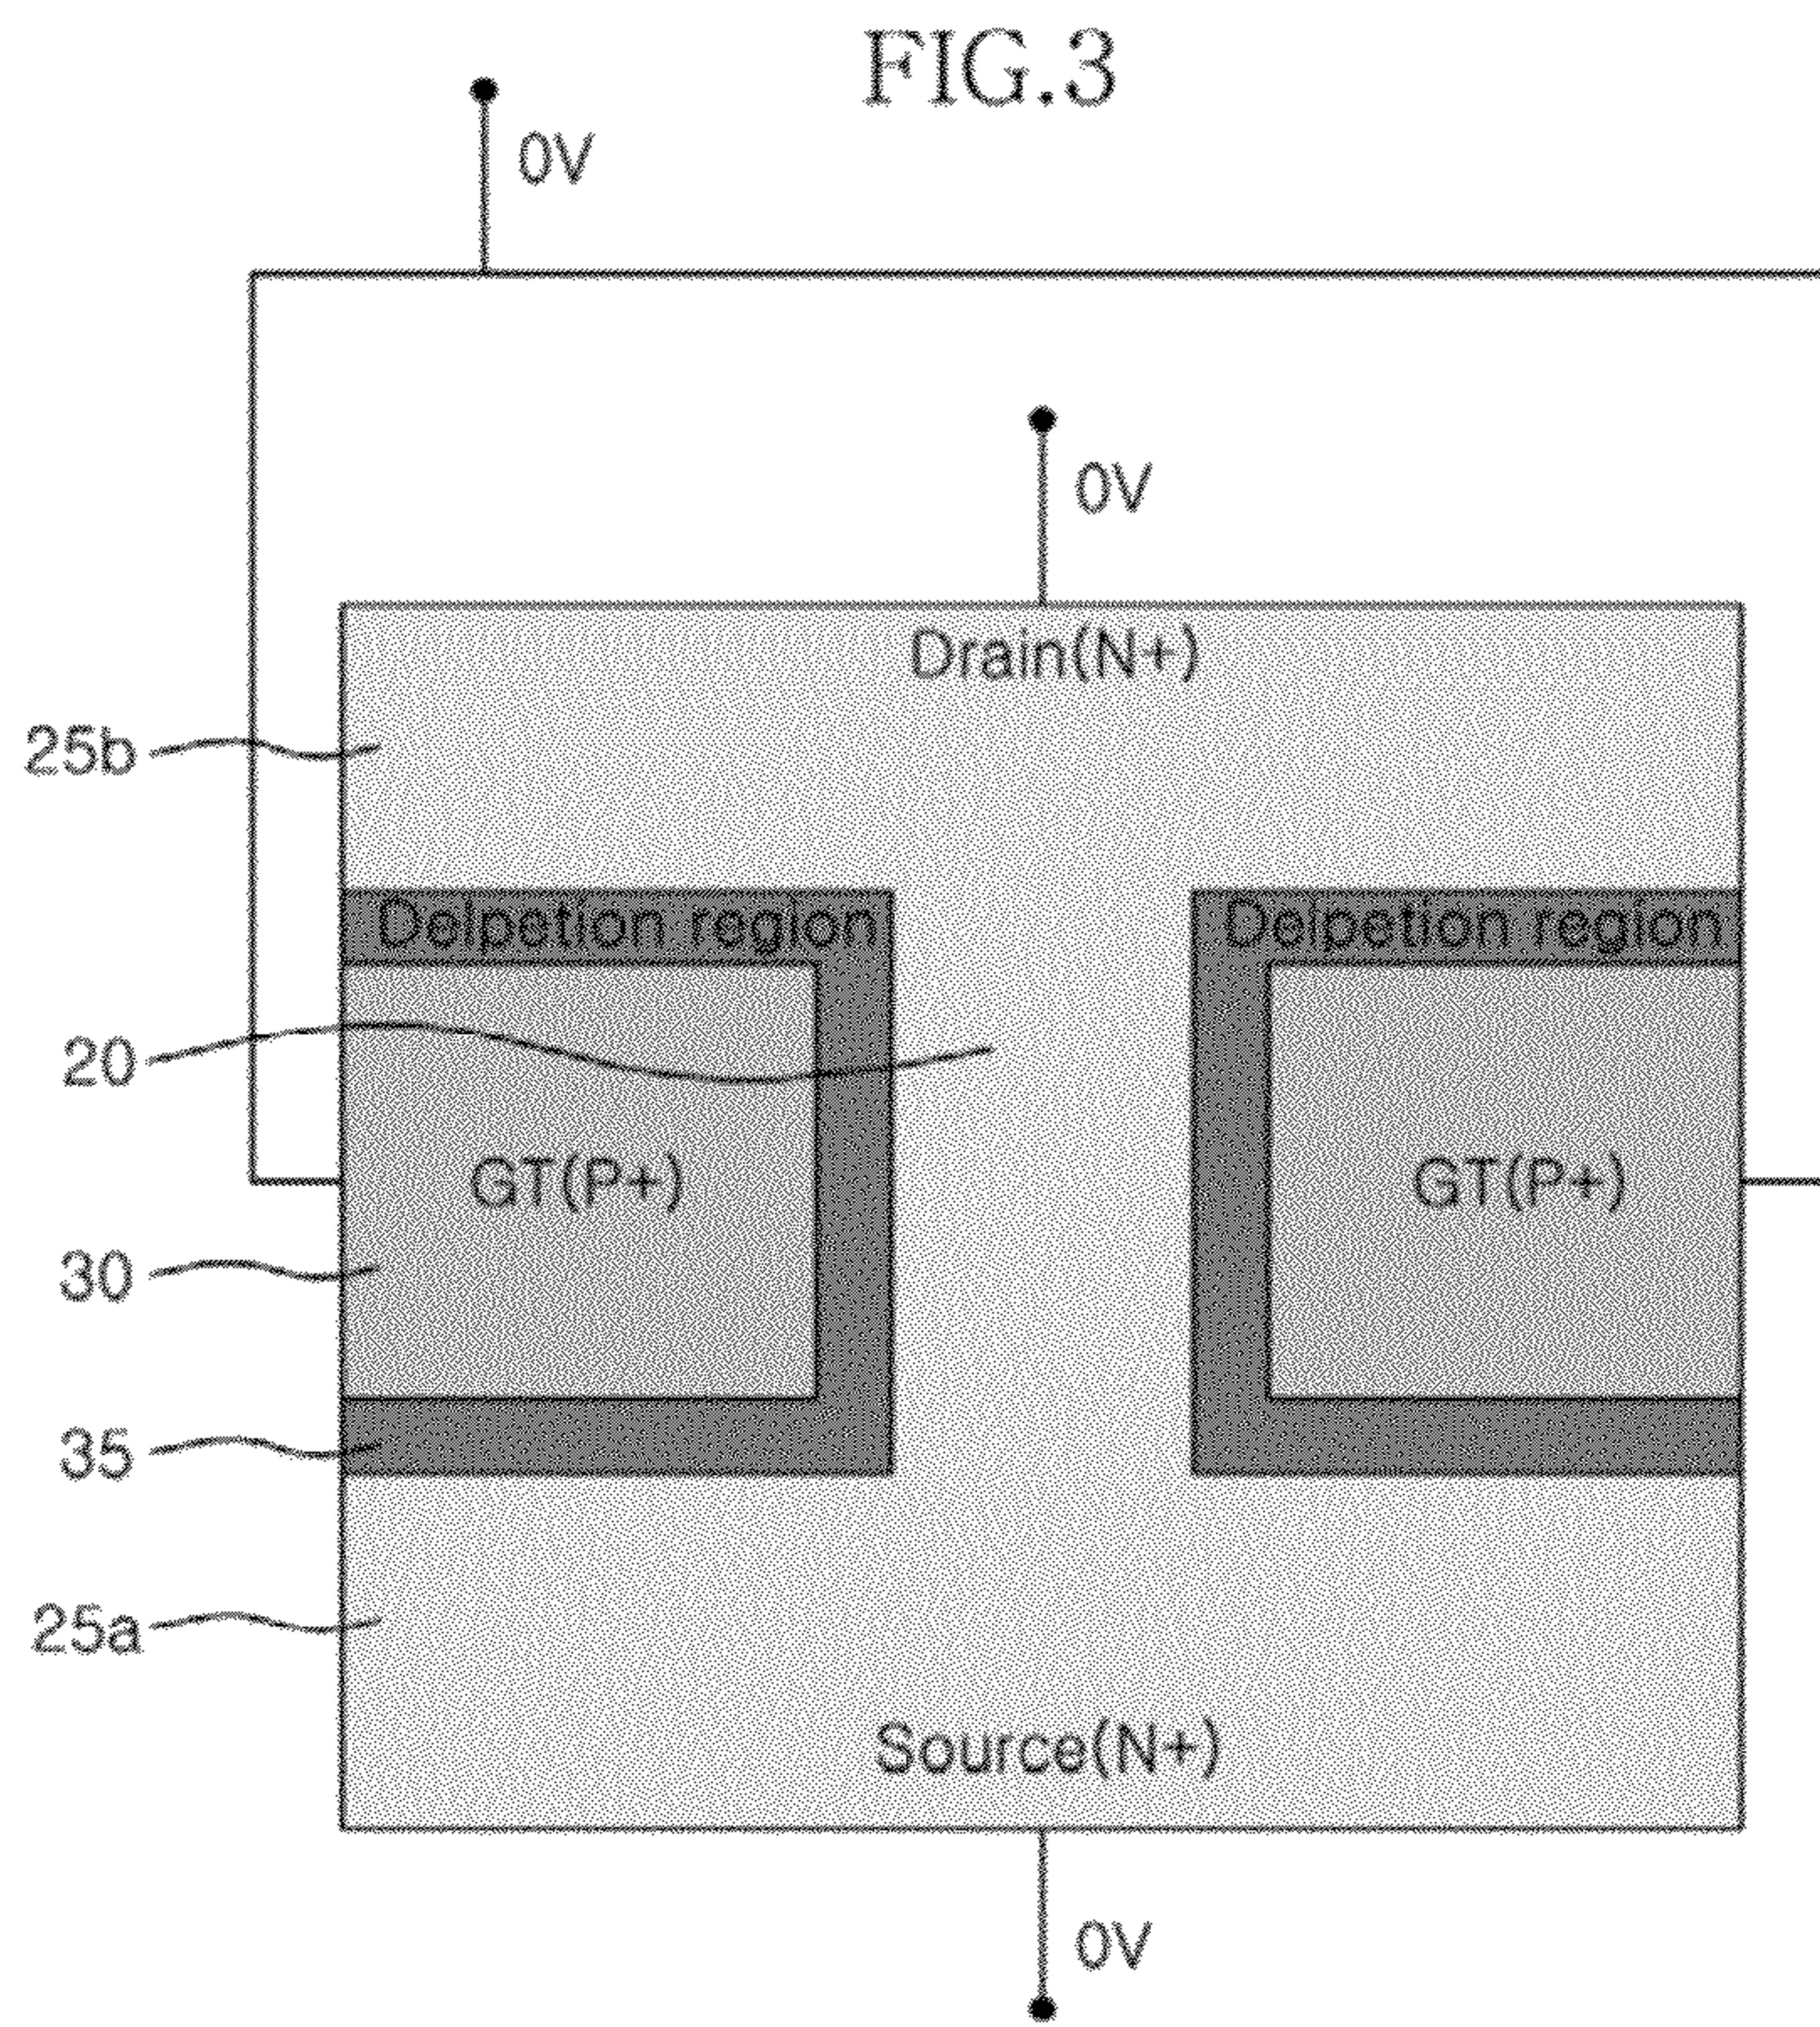 FIG.3
0V
0V
Drain(N+)
25b
Delpetion region Delpetion region
20
GT(P+) GT(P+)
30
35
25a
Source(N+)
0V